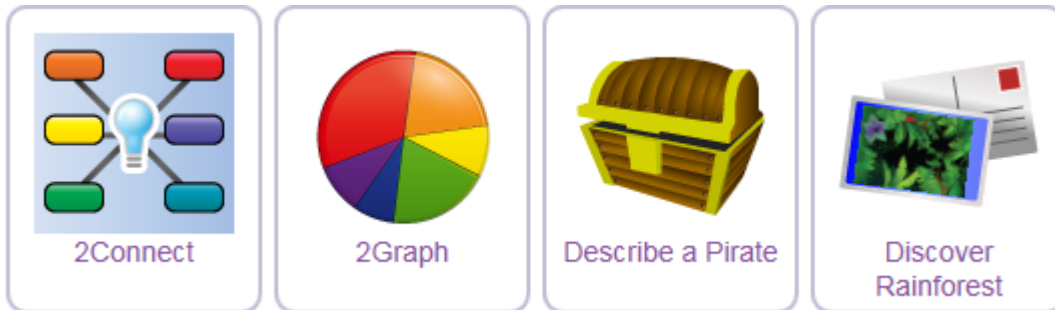 2Connect
2Graph
Describe a Pirate
Discover
Rainforest